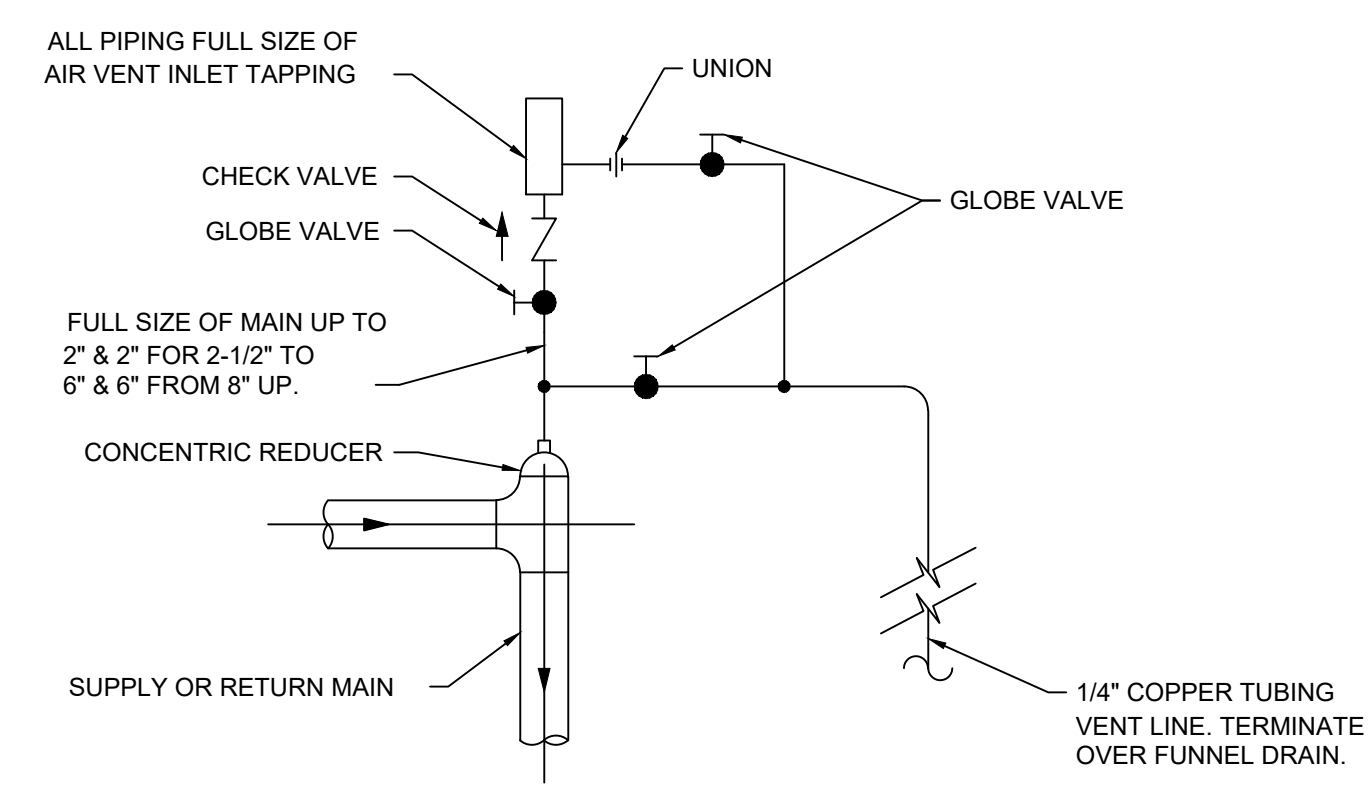 ALL PIPING FULL SIZE OF
AIR VENT INLET TAPPING
UNION
CHECK VALVE
GLOBE VALVE
GLOBE VALVE
FULL SIZE OF MAIN UP TO
2" & 2" FOR 2-1/2" TO
6" & 6" FROM 8" UP.
CONCENTRIC REDUCER
SUPPLY OR RETURN MAIN
1/4" COPPER TUBING
VENT LINE. TERMINATE
OVER FUNNEL DRAIN.